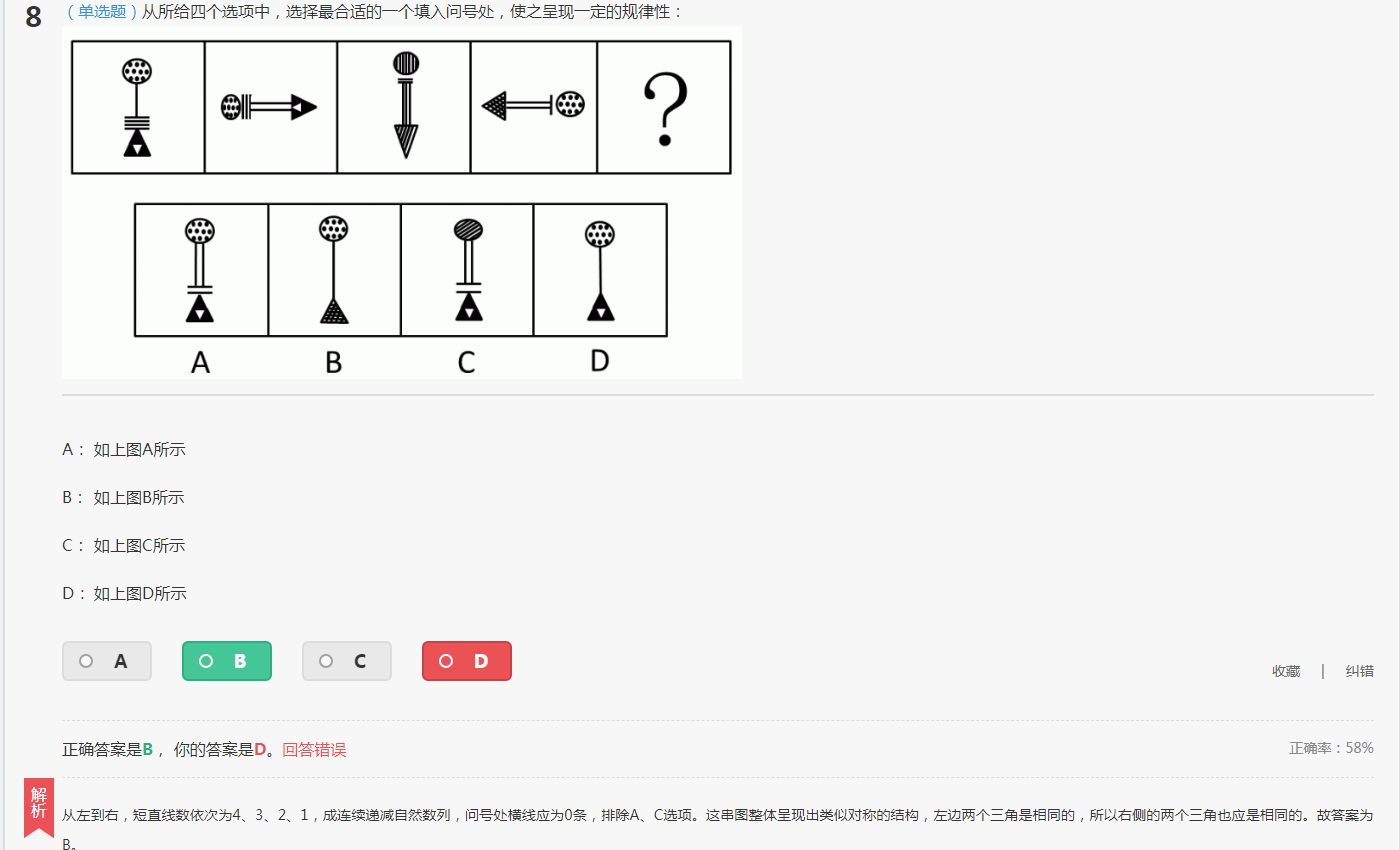 8 （单选题）从所给四个选项中，选择最合适的一个填入问号处，使之呈现一定的规律性：
?
A B C D
A： 如上图A所示
B： 如上图B所示
C： 如上图C所示
D： 如上图D所示
A B C D
收藏 | 纠错
正确答案是B， 你的答案是D。回答错误 正确率：58%
解析
从左到右，短直线数依次为4、3、2、1，成连续递减自然数列，问号处横线应为0条，排除A、C选项。这串图整体呈现出类似对称的结构，左边两个三角是相同的，所以右侧的两个三角也应是相同的。故答案为
B。